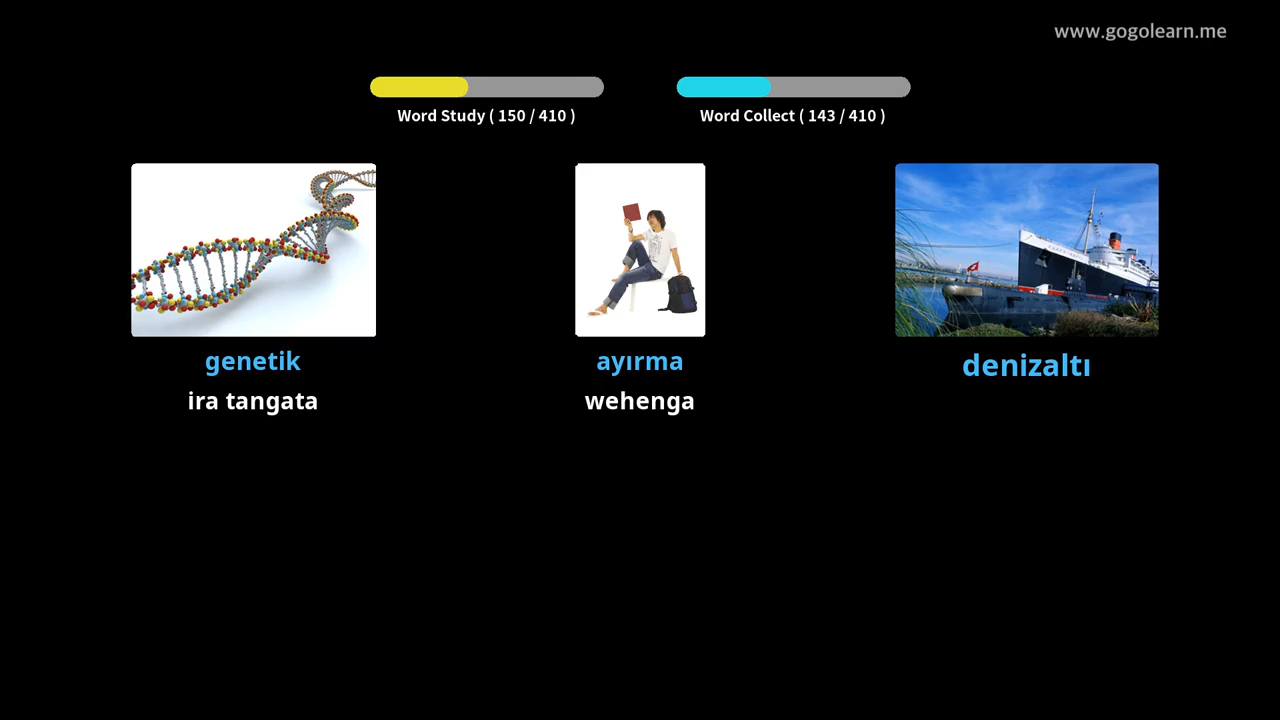 www.gogolearn.me
Word Study ( 150 / 410 )
Word Collect ( 143 / 410 )
genetik
ira tangata
ayırma
wehenga
denizaltı